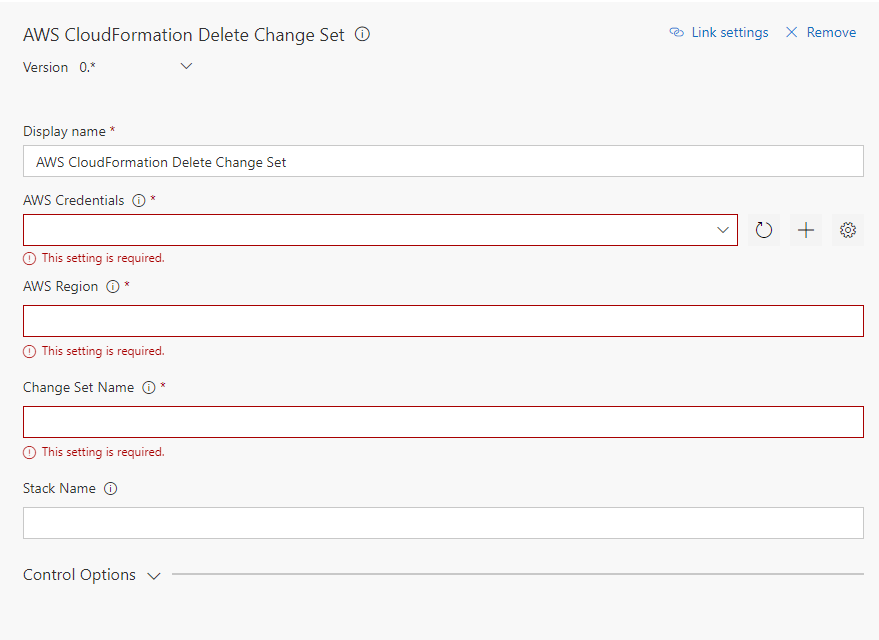 AWS CloudFormation Delete Change Set
Link settings
Remove
Version 0.*
Display name *
AWS CloudFormation Delete Change Set
AWS Credentials *
This setting is required.
AWS Region *
This setting is required.
Change Set Name *
This setting is required.
Stack Name
Control Options